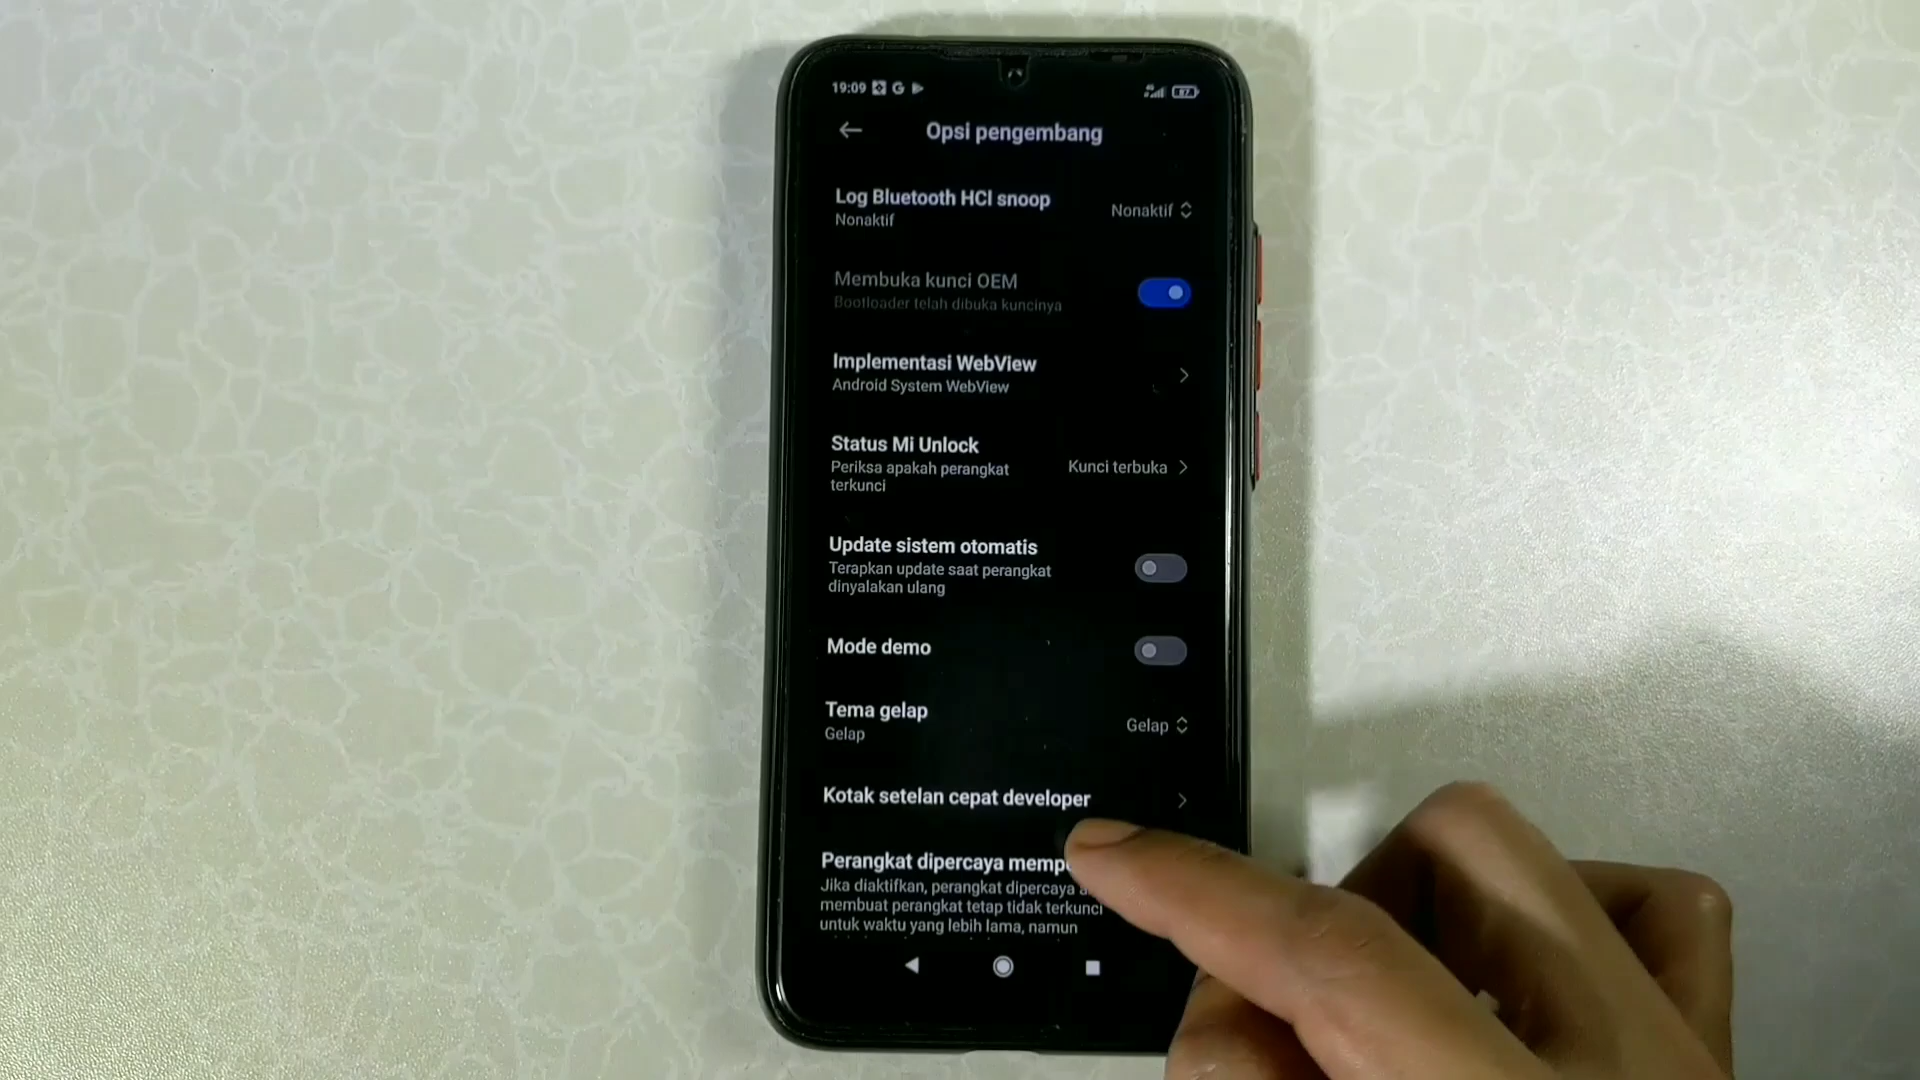 19:09
87
Opsi pengembang
Log Bluetooth HCI snoop
Nonaktif
Nonaktif
Membuka kunci OEM
Bootloader telah dibuka kuncinya
Implementasi WebView
Android System WebView
Status Mi Unlock
Periksa apakah perangkat
terkunci
Kunci terbuka
Update sistem otomatis
Terapkan update saat perangkat
dinyalakan ulang
Mode demo
Tema gelap
Gelap
Gelap
Kotak setelan cepat developer
Perangkat dipercaya
Jika diaktifkan, perangkat dipercaya
membuat perangkat tetap tidak terkunci
untuk waktu yang lebih lama, namun